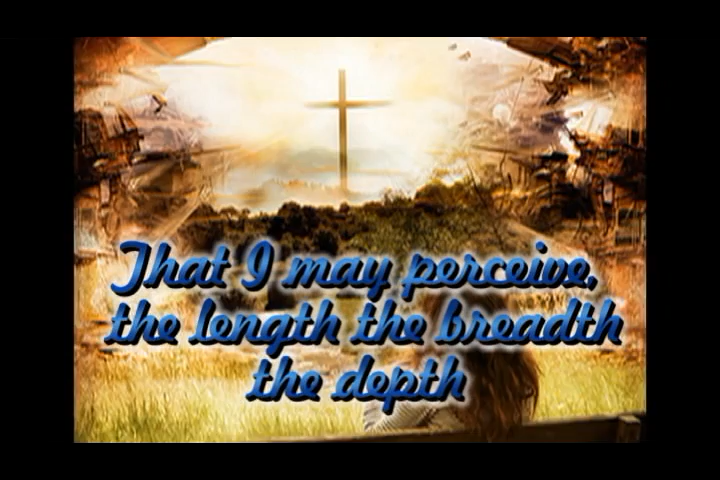 That I may perceive,
the length the breadth
the depth